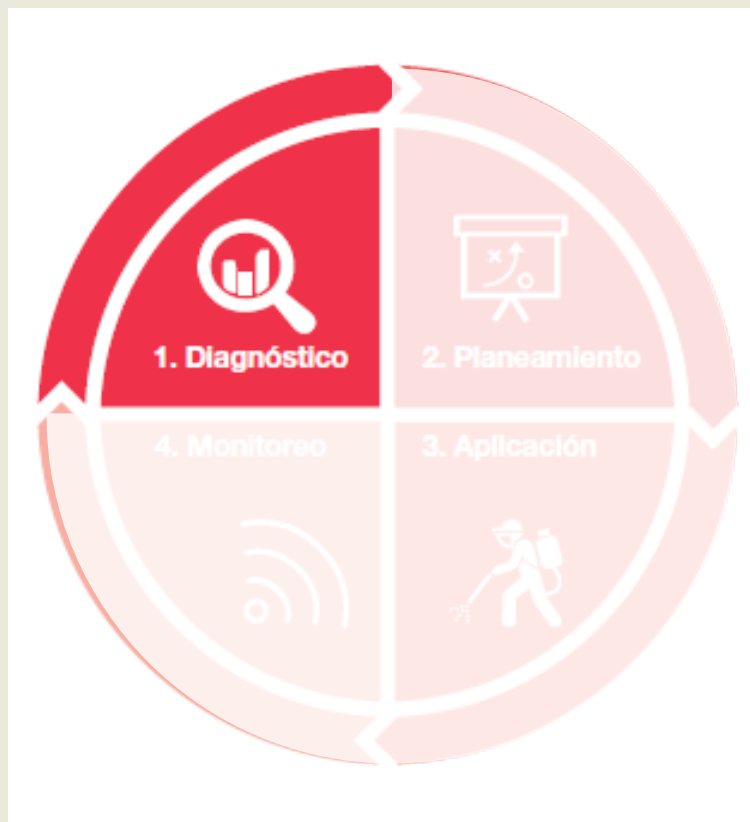 1. Diagnóstico
2. Planeamiento
4. Monitoreo
3. Aplicación